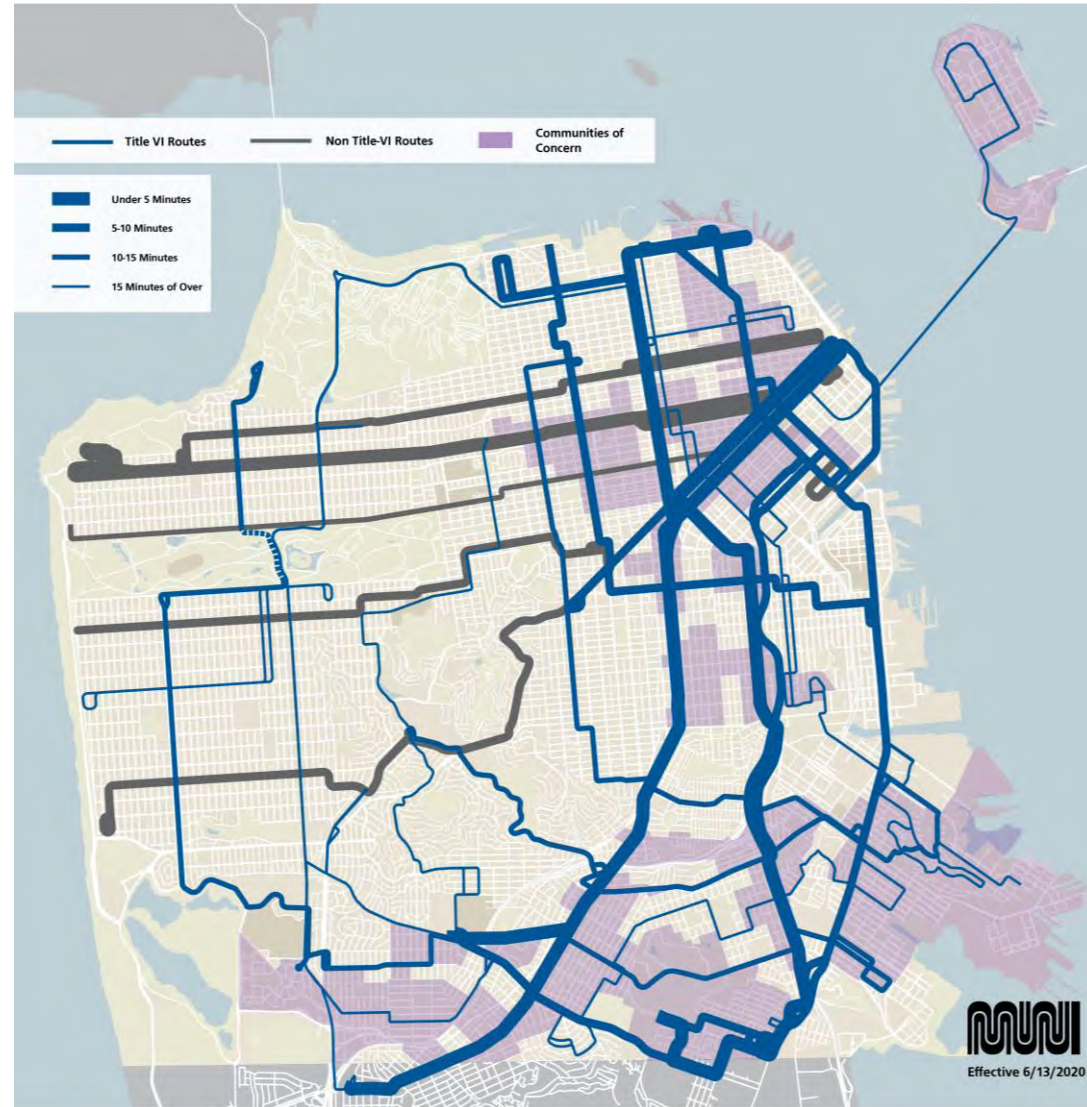 Title VI Routes
Non Title-VI Routes
Communities of
Concern
Under 5 Minutes
5-10 Minutes
10-15 Minutes
15 Minutes of Over
MUNI
Effective 6/13/2020